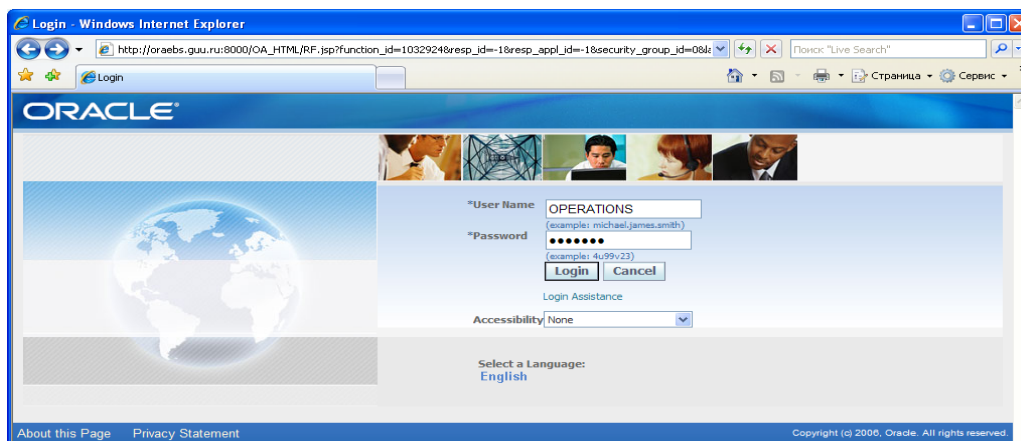 Login - Windows Internet Explorer
http://oraebs.guu.ru:8000/OA_HTML/RF.jsp?function_id=1032924&resp_id=-1&resp_appl_id=-1&security_group_id=0&la
Поиск "Live Search"
Login
Страница
Сервис
ORACLE
*User Name OPERATIONS
(example: michael.james.smith)
*Password •••••••
(example: 4u99v23)
Login Cancel
Login Assistance
Accessibility None
Select a Language:
English
About this Page Privacy Statement
Copyright (c) 2006, Oracle. All rights reserved.